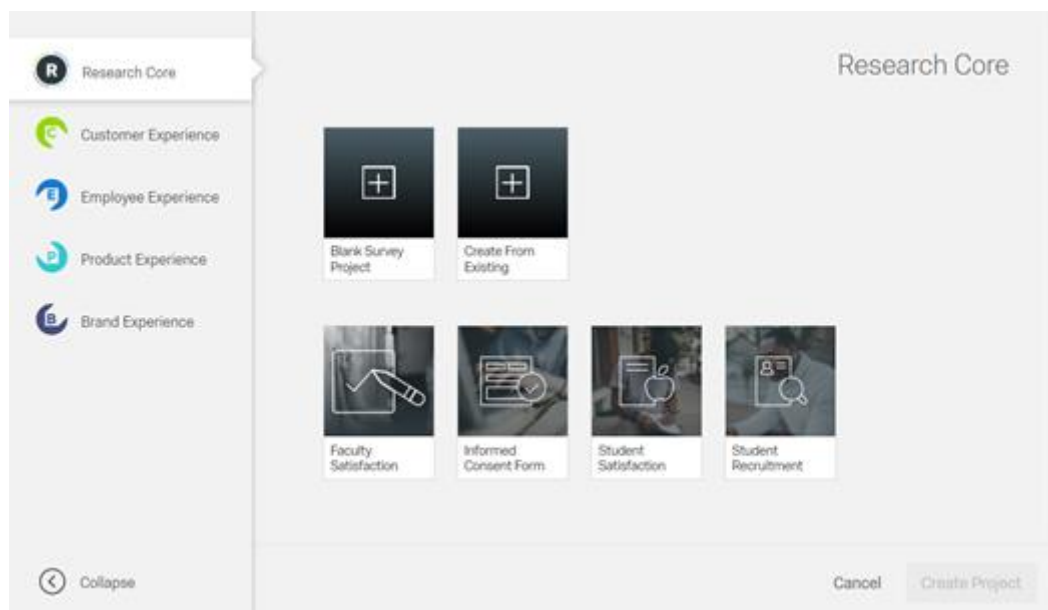 R
Research Core
C
Customer Experience
E
Employee Experience
P
Product Experience
B
Brand Experience
Collapse
Research Core
Blank Survey
Project
Create From
Existing
Faculty
Satisfaction
Informed
Consent Form
Student
Satisfaction
Student
Recruitment
Cancel
Create Project